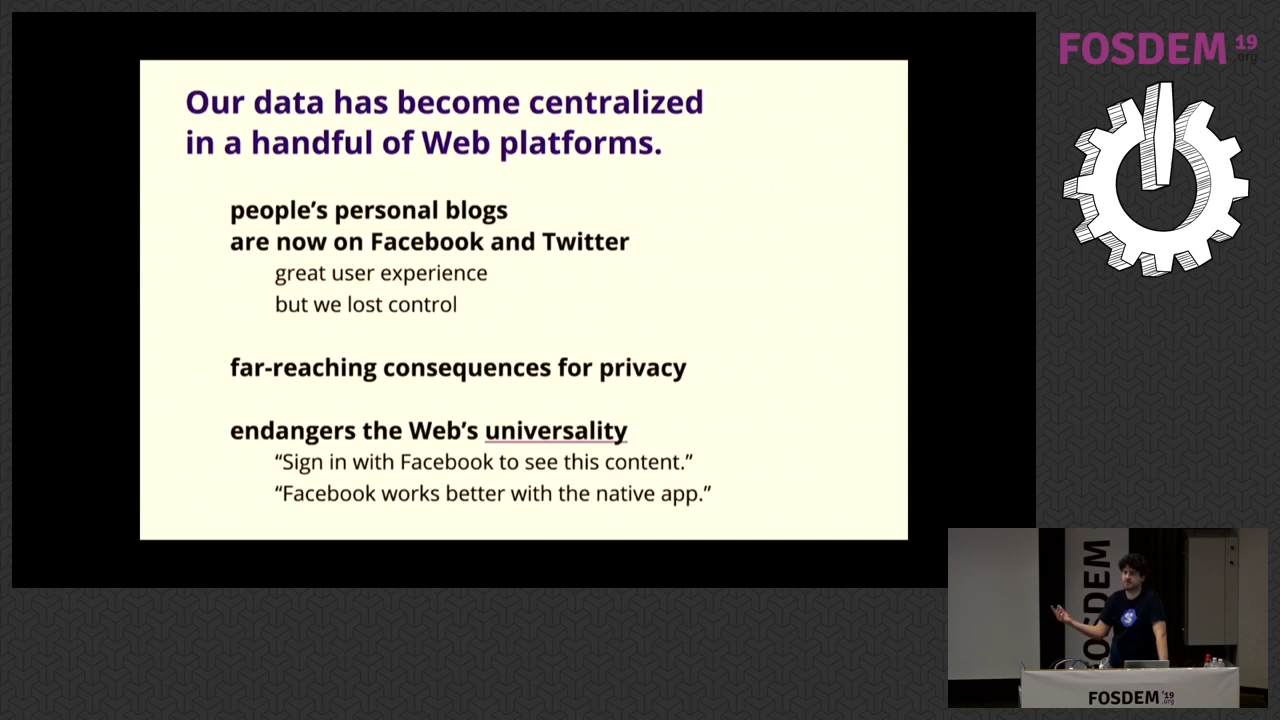 Our data has become centralized
in a handful of Web platforms.
people’s personal blogs
are now on Facebook and Twitter
great user experience
but we lost control
far-reaching consequences for privacy
endangers the Web’s universality
“Sign in with Facebook to see this content.”
“Facebook works better with the native app.”
FOSDEM 19
.org
FOSDEM
S
FOSDEM '19
.org